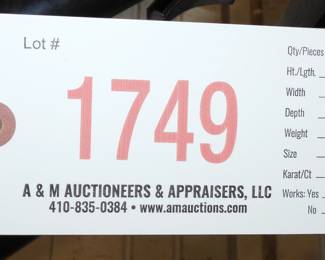 Lot #
1749
A & M AUCTIONEERS & APPRAISERS, LLC
410-835-0384 • www.amauctions.com
Qty/Pieces
Ht./Lgth.
Width
Depth
Weight
Size
Karat/Ct
Works: Yes
No